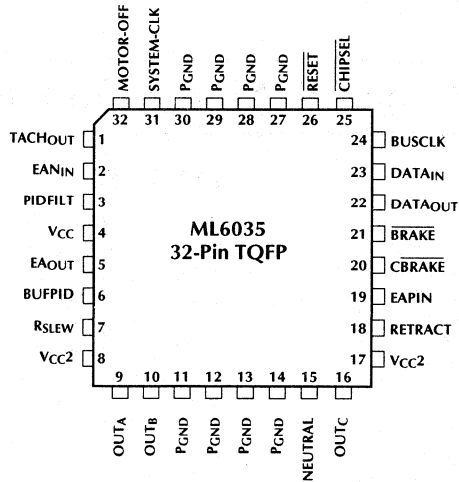 MOTOR-OFF
SYSTEM-CLK
PGND
PGND
PGND
PGND
RESET
CHIPSEL
32 31 30 29 28 27 26 25
TACHOUT 1
EANIN 2
PIDFILT 3
VCC 4
EAOUT 5
BUFPID 6
RSLEW 7
VCC2 8
ML6035
32-Pin TQFP
24 BUSCLK
23 DATAIN
22 DATAOUT
21 BRAKE
20 CBRAKE
19 EAPIN
18 RETRACT
17 VCC2
9 10 11 12 13 14 15 16
OUTA
OUTB
PGND
PGND
PGND
PGND
NEUTRAL
OUTC